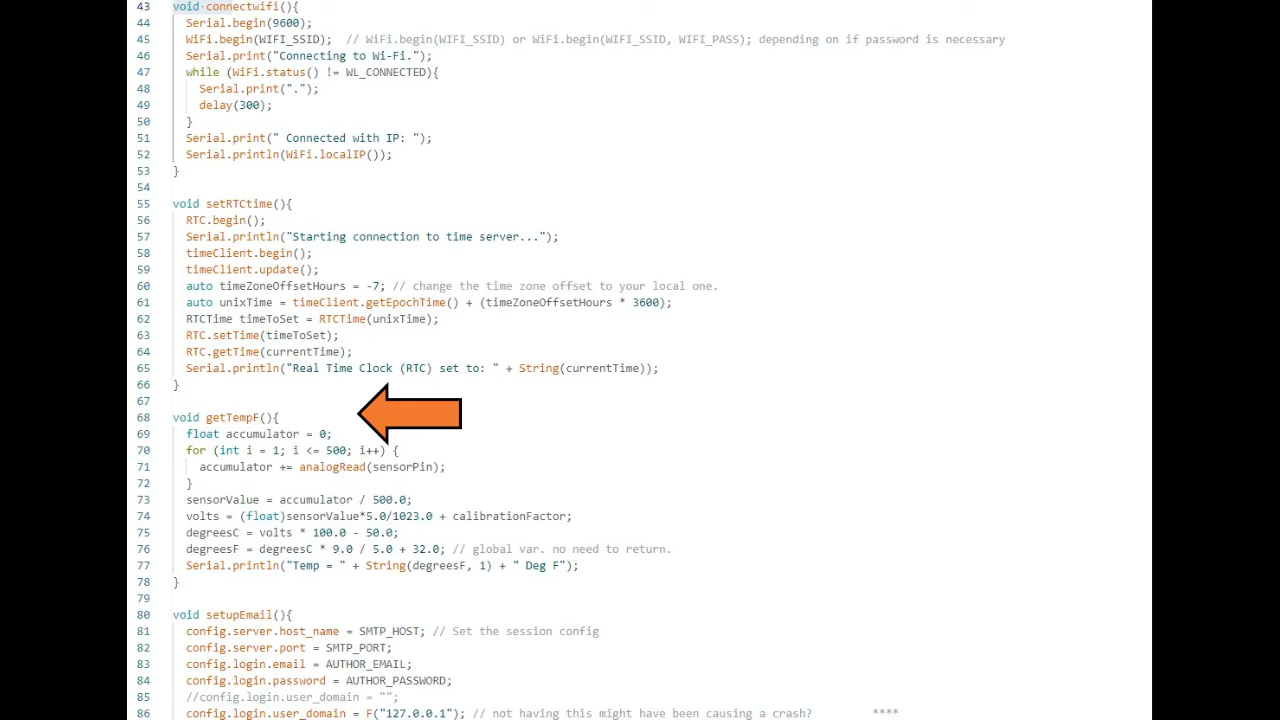 43 void connectwifi(){
44 Serial.begin(9600);
45 WiFi.begin(WIFI_SSID); // WiFi.begin(WIFI_SSID) or WiFi.begin(WIFI_SSID, WIFI_PASS); depending on if password is necessary
46 Serial.print("Connecting to Wi-Fi.");
47 while (WiFi.status() != WL_CONNECTED){
48 Serial.print(".");
49 delay(300);
50 }
51 Serial.print(" Connected with IP: ");
52 Serial.println(WiFi.localIP());
53 }
54
55 void setRTCtime(){
56 RTC.begin();
57 Serial.println("Starting connection to time server...");
58 timeClient.begin();
59 timeClient.update();
60 auto timeZoneOffsetHours = -7; // change the time zone offset to your local one.
61 auto unixTime = timeClient.getEpochTime() + (timeZoneOffsetHours * 3600);
62 RTCTime timeToSet = RTCTime(unixTime);
63 RTC.setTime(timeToSet);
64 RTC.getTime(currentTime);
65 Serial.println("Real Time Clock (RTC) set to: " + String(currentTime));
66 }
67
68 void getTempF(){
69 float accumulator = 0;
70 for (int i = 1; i <= 500; i++) {
71 accumulator += analogRead(sensorPin);
72 }
73 sensorValue = accumulator / 500.0;
74 volts = (float)sensorValue*5.0/1023.0 + calibrationFactor;
75 degreesC = volts * 100.0 - 50.0;
76 degreesF = degreesC * 9.0 / 5.0 + 32.0; // global var. no need to return.
77 Serial.println("Temp = " + String(degreesF, 1) + " Deg F");
78 }
79
80 void setupEmail(){
81 config.server.host_name = SMTP_HOST; // Set the session config
82 config.server.port = SMTP_PORT;
83 config.login.email = AUTHOR_EMAIL;
84 config.login.password = AUTHOR_PASSWORD;
85 //config.login.user_domain = "";
86 config.login.user_domain = F("127.0.0.1"); // not having this might have been causing a crash? ****